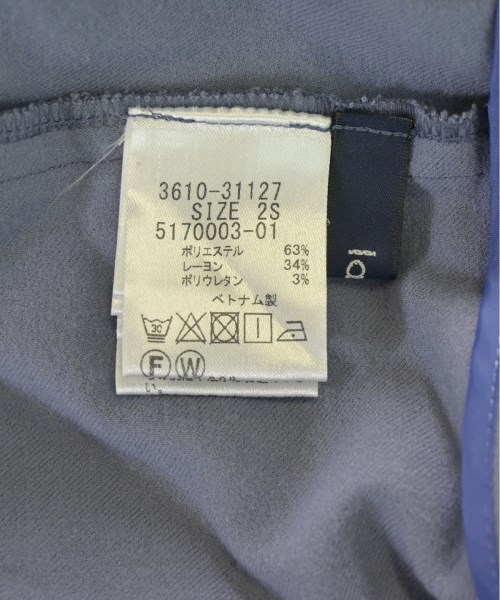 3610-31127
SIZE 2S
5170003-01
ポリエステル 63%
レーヨン 34%
ポリウレタン 3%
ベトナム製
30
F W
い。